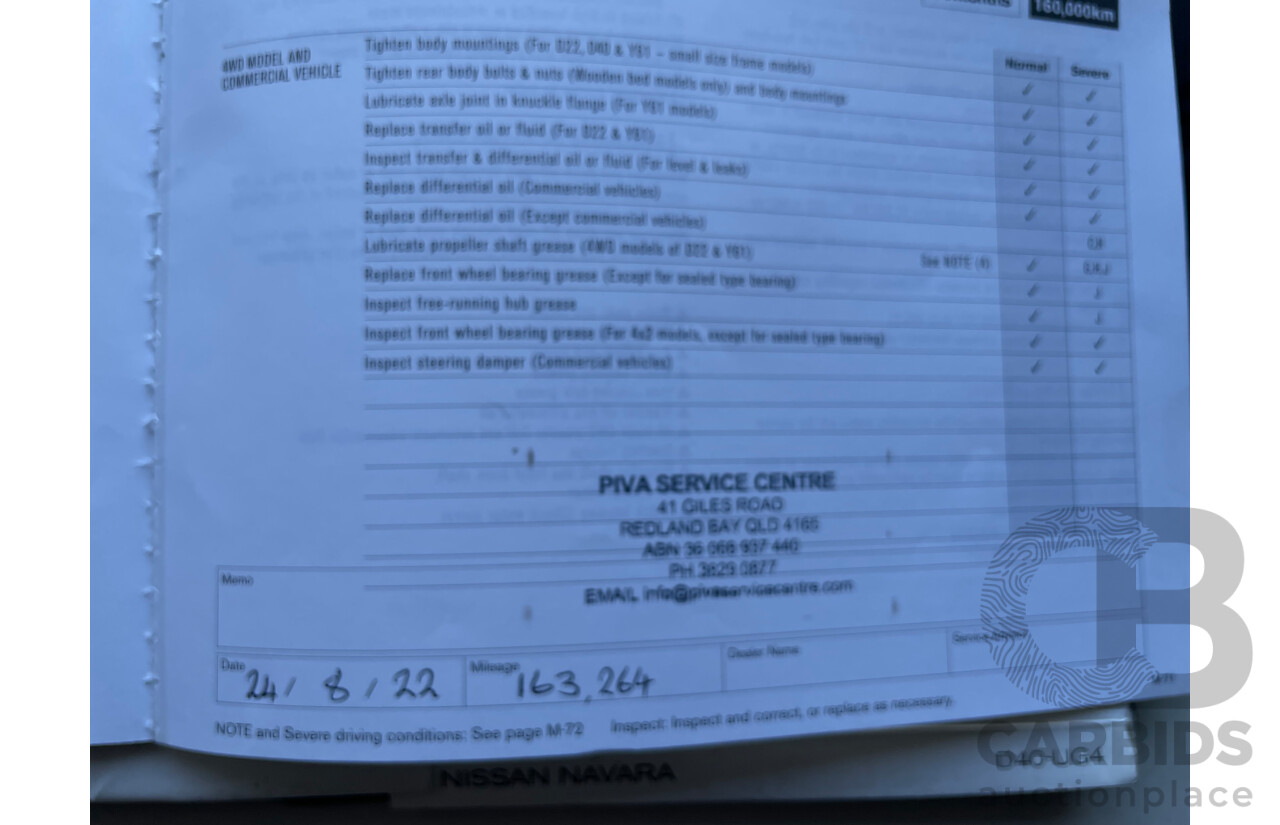 160,000km
4WD MODEL AND
COMMERCIAL VEHICLE
Normal Severe
Tighten body mountings (For D22, D40 & Y61 – small size frame models)
Tighten rear body bolts & nuts (Wooden bed models only) and body mountings
Lubricate axle joint in knuckle flange (For Y61 models)
Replace transfer oil or fluid (For D22 & Y61)
Inspect transfer & differential oil or fluid (For level & leaks)
Replace differential oil (Commercial vehicles)
Replace differential oil (Except commercial vehicles)
Lubricate propeller shaft grease (4WD models of D22 & Y61) See NOTE (4)
Replace front wheel bearing grease (Except for sealed type bearing)
Inspect free-running hub grease
Inspect front wheel bearing grease (For 4x2 models, except for sealed type bearing)
Inspect steering damper (Commercial vehicles)
PIVA SERVICE CENTRE
41 GILES ROAD
REDLAND BAY QLD 4165
ABN 36 066 937 440
PH 3829 0877
EMAIL info@pivaservicecentre.com
Memo
Date 24/ 8 / 22 Mileage 163,264 Dealer Name
NOTE and Severe driving conditions: See page M-72 Inspect: Inspect and correct, or replace as necessary.
NISSAN NAVARA D40-UG4
CB
CARBIDS
auctionplace